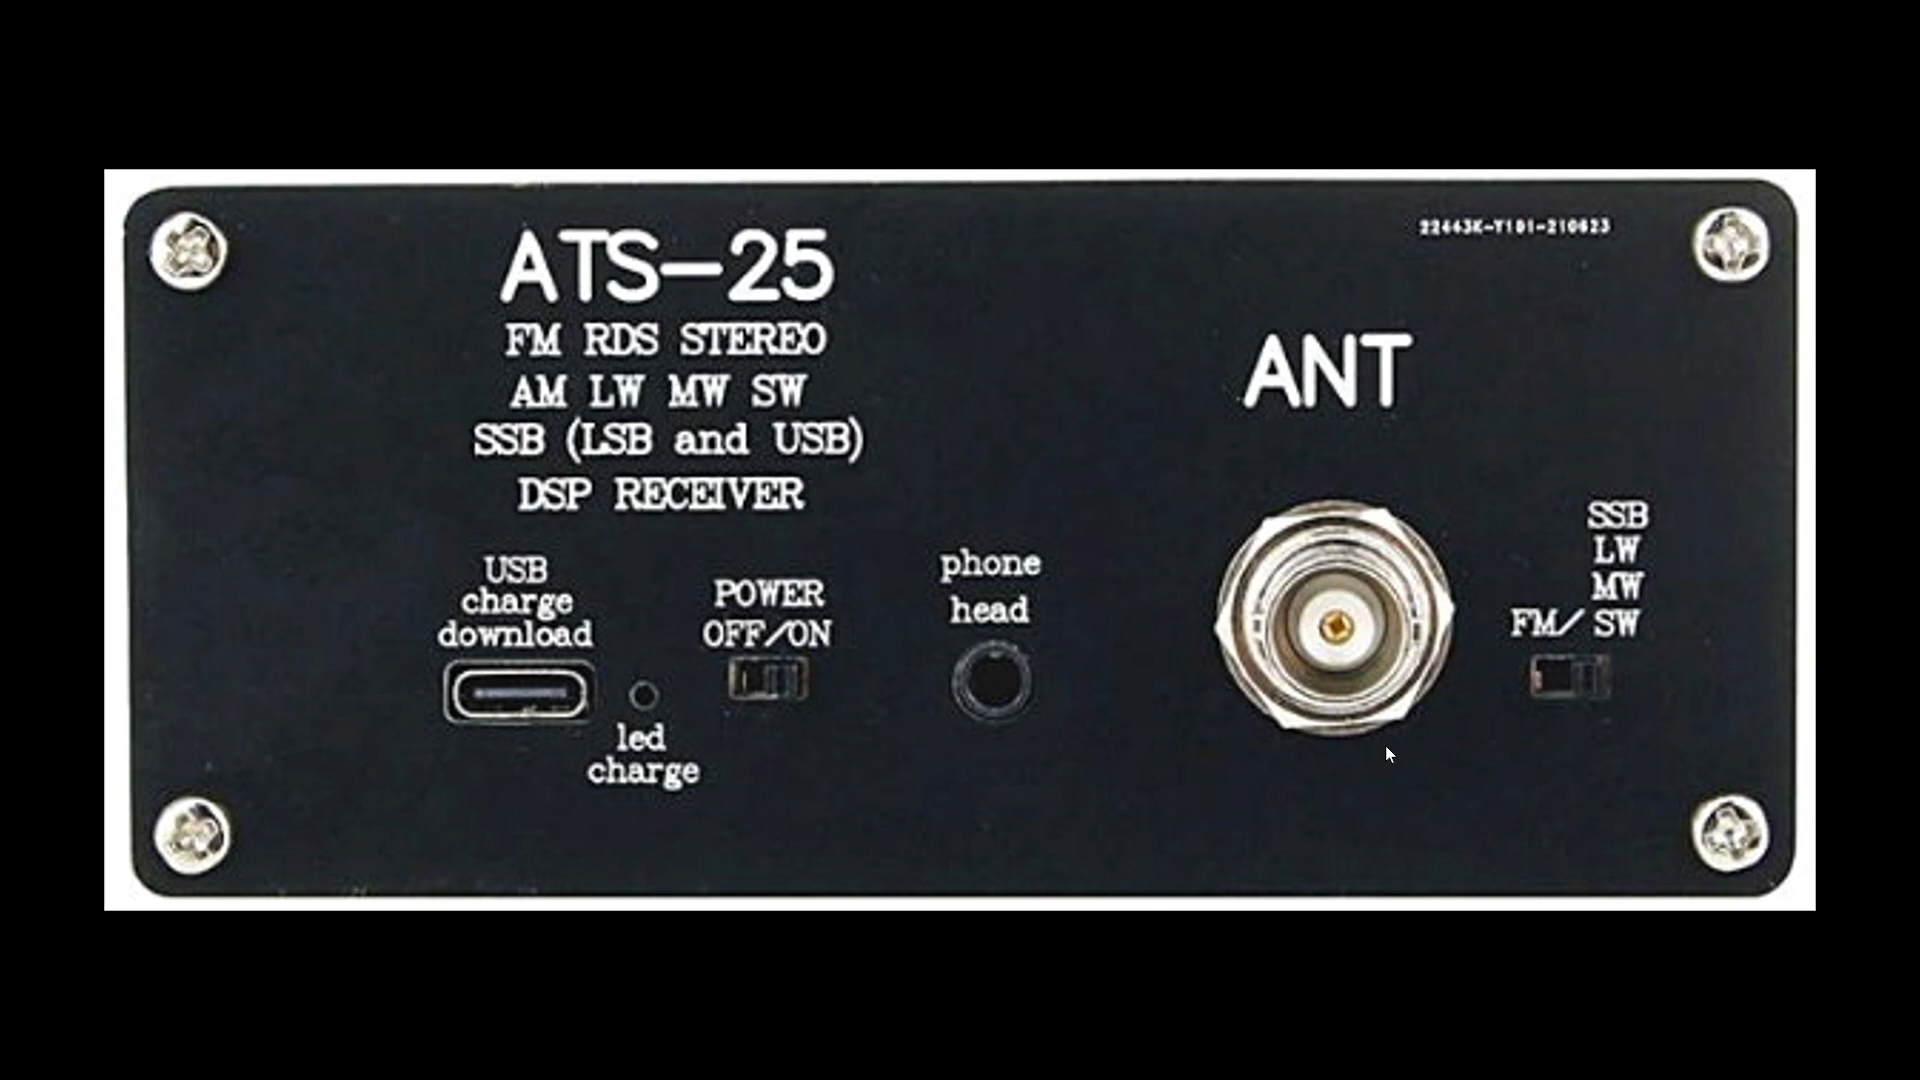 ATS-25
FM RDS STEREO
AM LW MW SW
SSB (LSB and USB)
DSP RECEIVER
USB
charge
download
led
charge
POWER
OFF/ON
phone
head
ANT
22443K-Y101-210623
SSB
LW
MW
FM/ SW